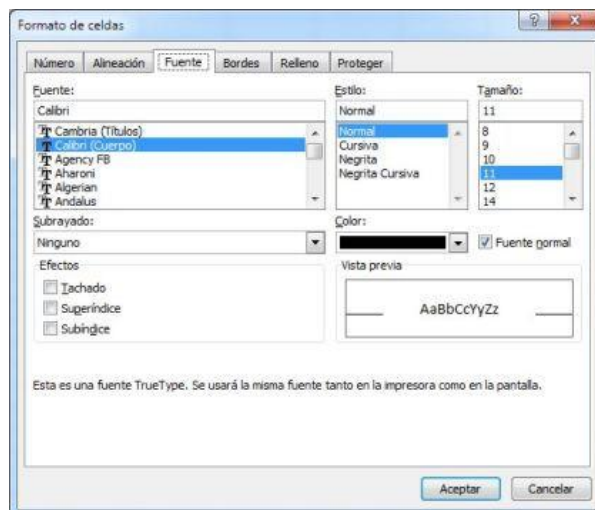 Formato de celdas
Número Alineación Fuente Bordes Relleno Proteger
Fuente: Estilo: Tamaño:
Calibri Normal 11
Cambria (Títulos) Normal 8
Calibri (Cuerpo) Cursiva 9
Agency FB Negrita 10
Aharoni Negrita Cursiva 11
Algerian 12
Andalus 14
Subrayado: Color:
Ninguno Fuente normal
Efectos Vista previa
Tachado
Superíndice AaBbCcYyZz
Subíndice
Esta es una fuente TrueType. Se usará la misma fuente tanto en la impresora como en la pantalla.
Aceptar Cancelar